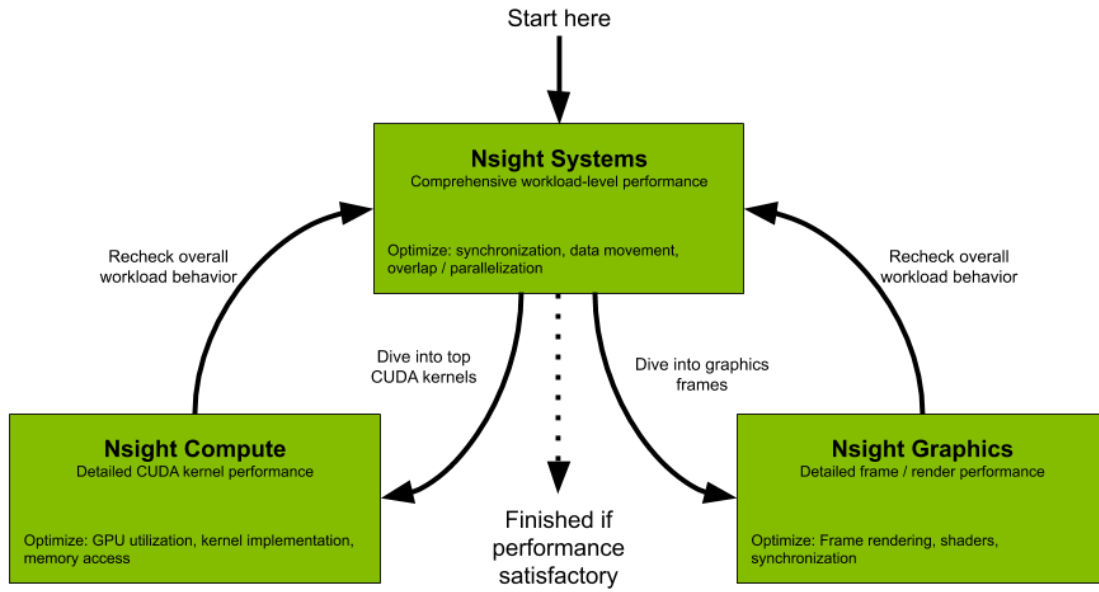 Start here
Nsight Systems
Comprehensive workload-level performance
Optimize: synchronization, data movement,
overlap / parallelization
Recheck overall
workload behavior
Recheck overall
workload behavior
Dive into top
CUDA kernels
Dive into graphics
frames
Nsight Compute
Detailed CUDA kernel performance
Optimize: GPU utilization, kernel implementation,
memory access
Finished if
performance
satisfactory
Nsight Graphics
Detailed frame / render performance
Optimize: Frame rendering, shaders,
synchronization